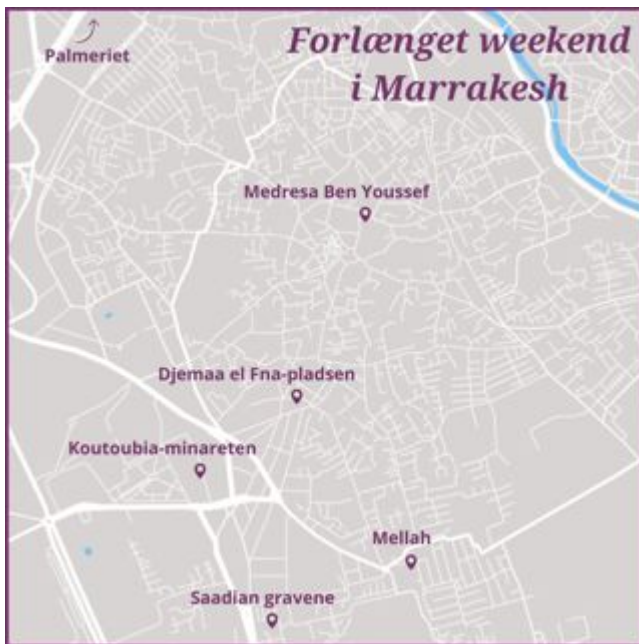 Palmeriet
Forlænget weekend
i Marrakesh
Medresa Ben Youssef
Djemaa el Fna-pladsen
Koutoubia-minareten
Mellah
Saadian gravene